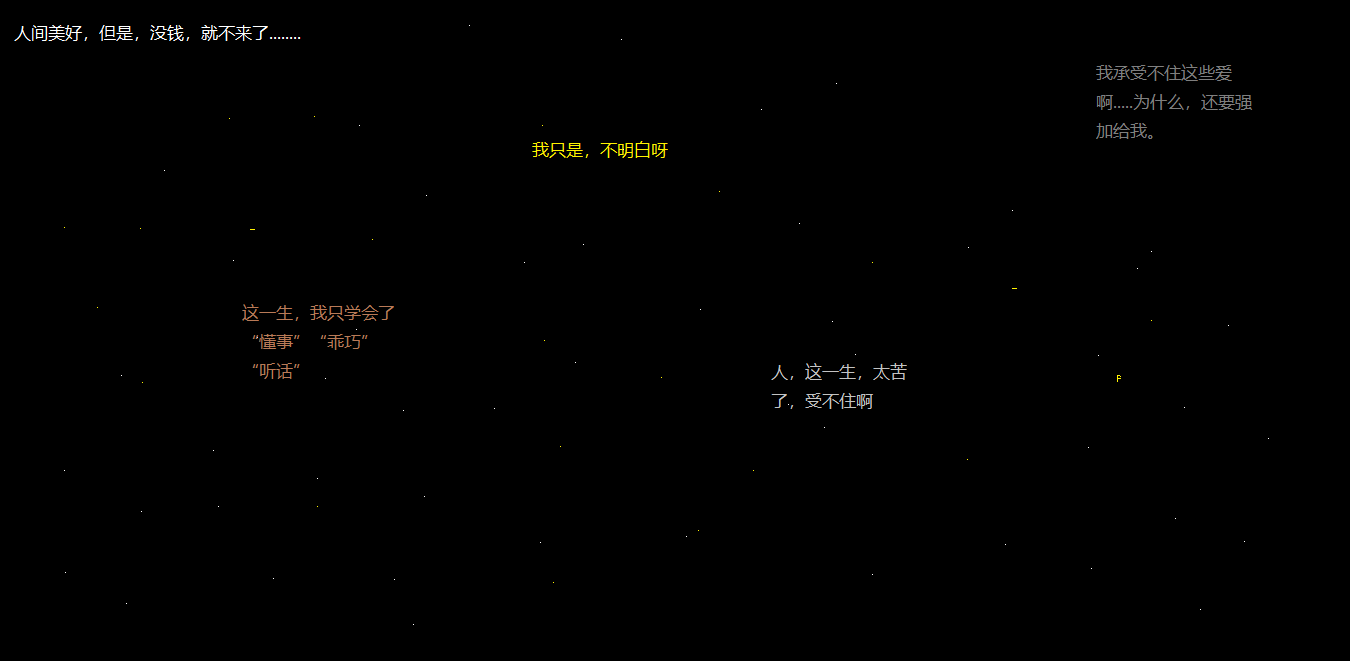 人间美好，但是，没钱，就不来了........
我承受不住这些爱
啊.....为什么，还要强
加给我。
我只是，不明白呀
这一生，我只学会了
“懂事” “乖巧”
“听话”
人，这一生，太苦
了，受不住啊